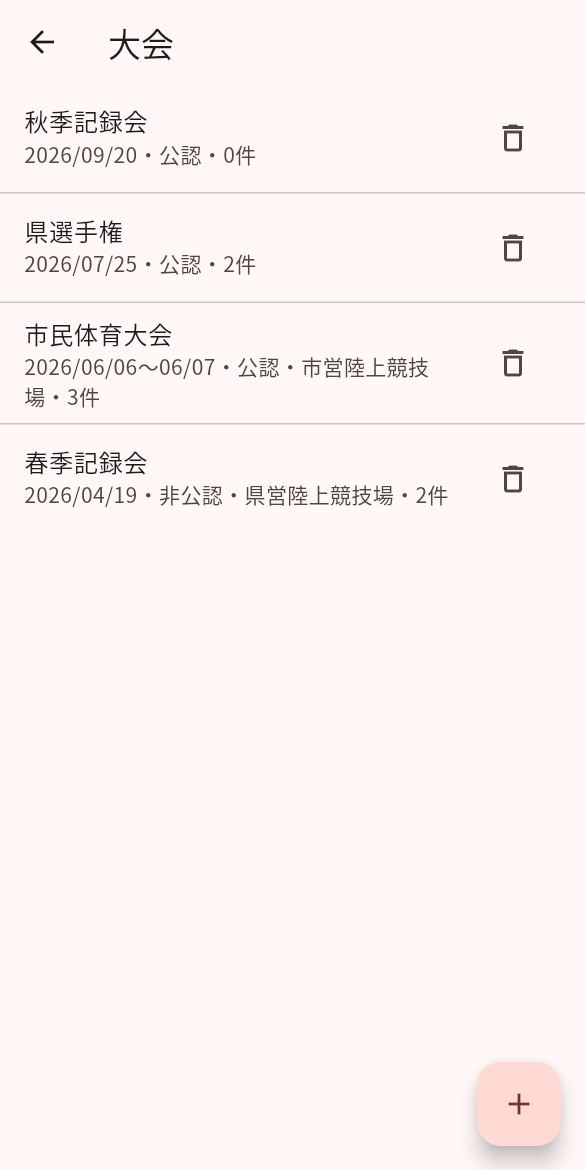 大会
秋季記録会
2026/09/20・公認・0件
県選手権
2026/07/25・公認・2件
市民体育大会
2026/06/06～06/07・公認・市営陸上競技
場・3件
春季記録会
2026/04/19・非公認・県営陸上競技場・2件